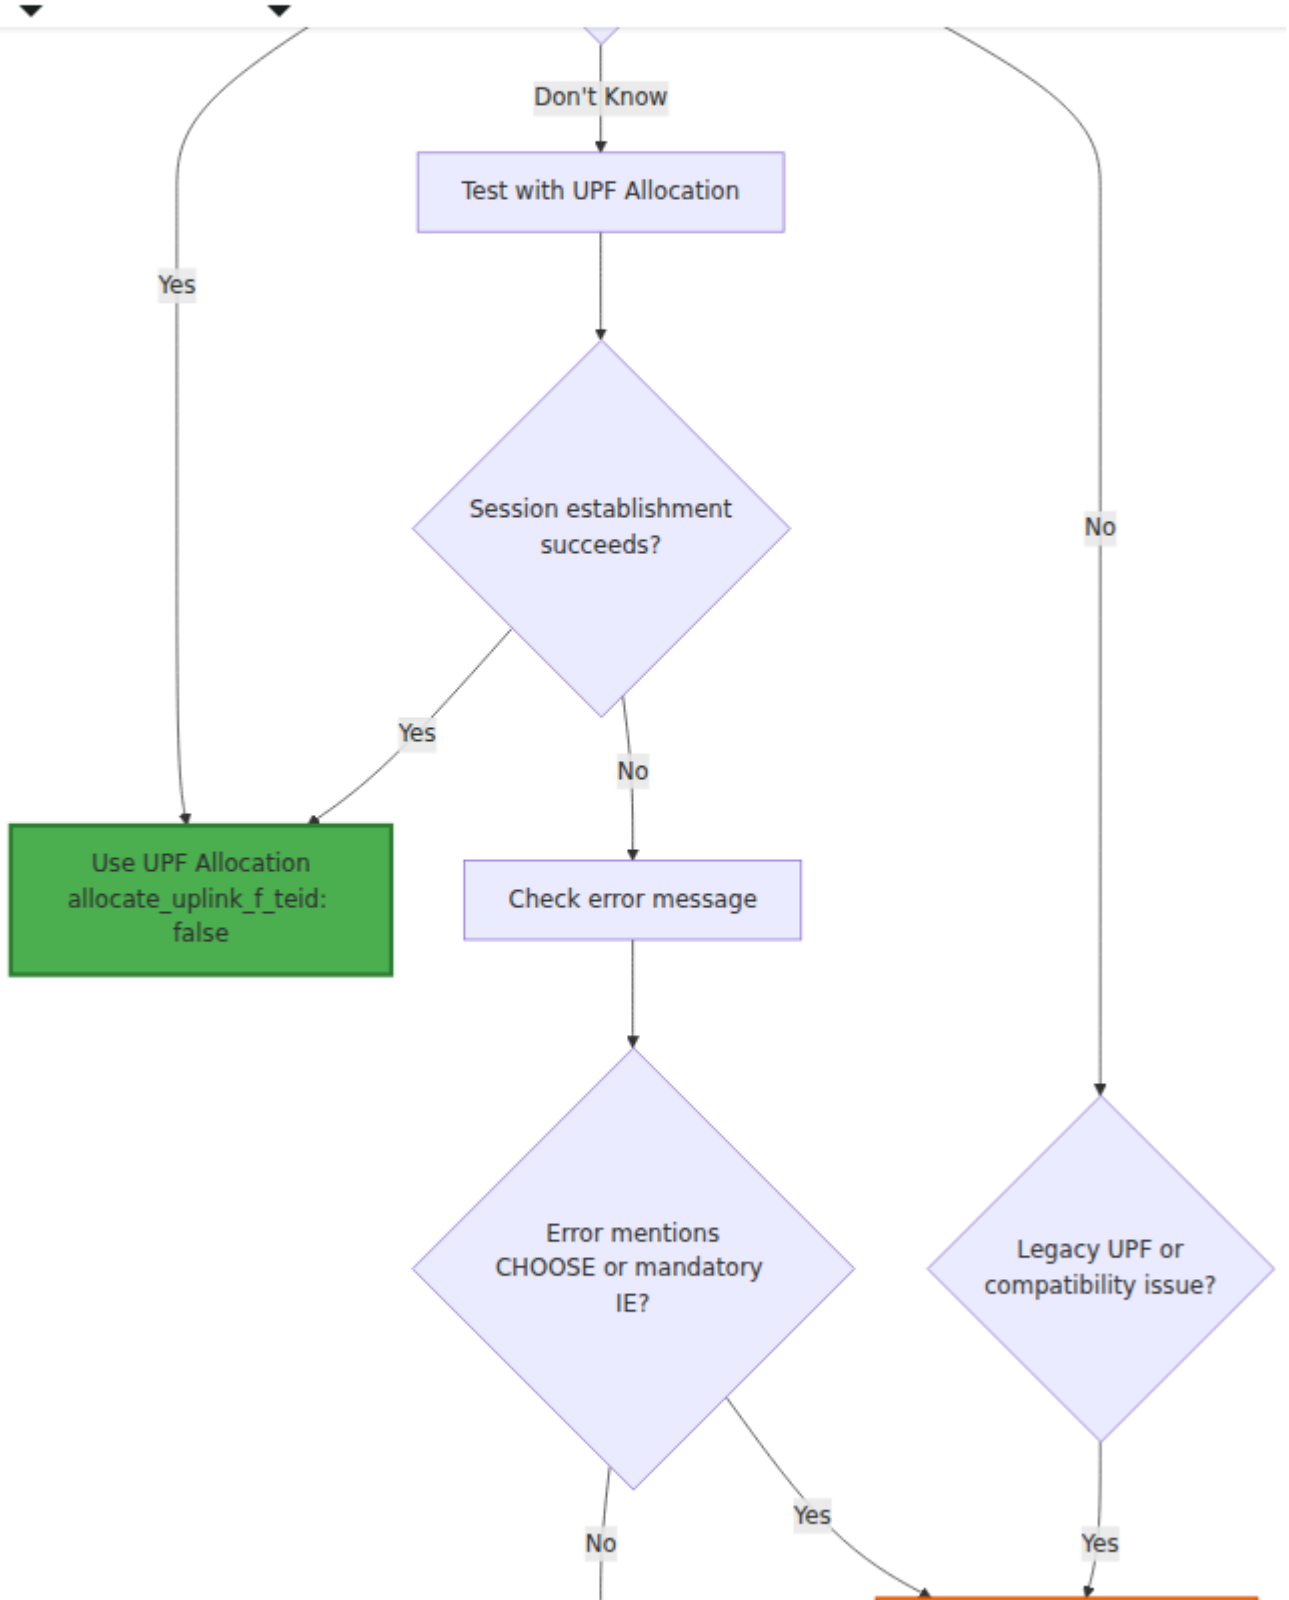 Don't Know
Test with UPF Allocation
Yes
Session establishment
succeeds?
No
Yes
No
Use UPF Allocation
allocate_uplink_f_teid:
false
Check error message
Error mentions
CHOOSE or mandatory
IE?
Legacy UPF or
compatibility issue?
Yes
No
Yes